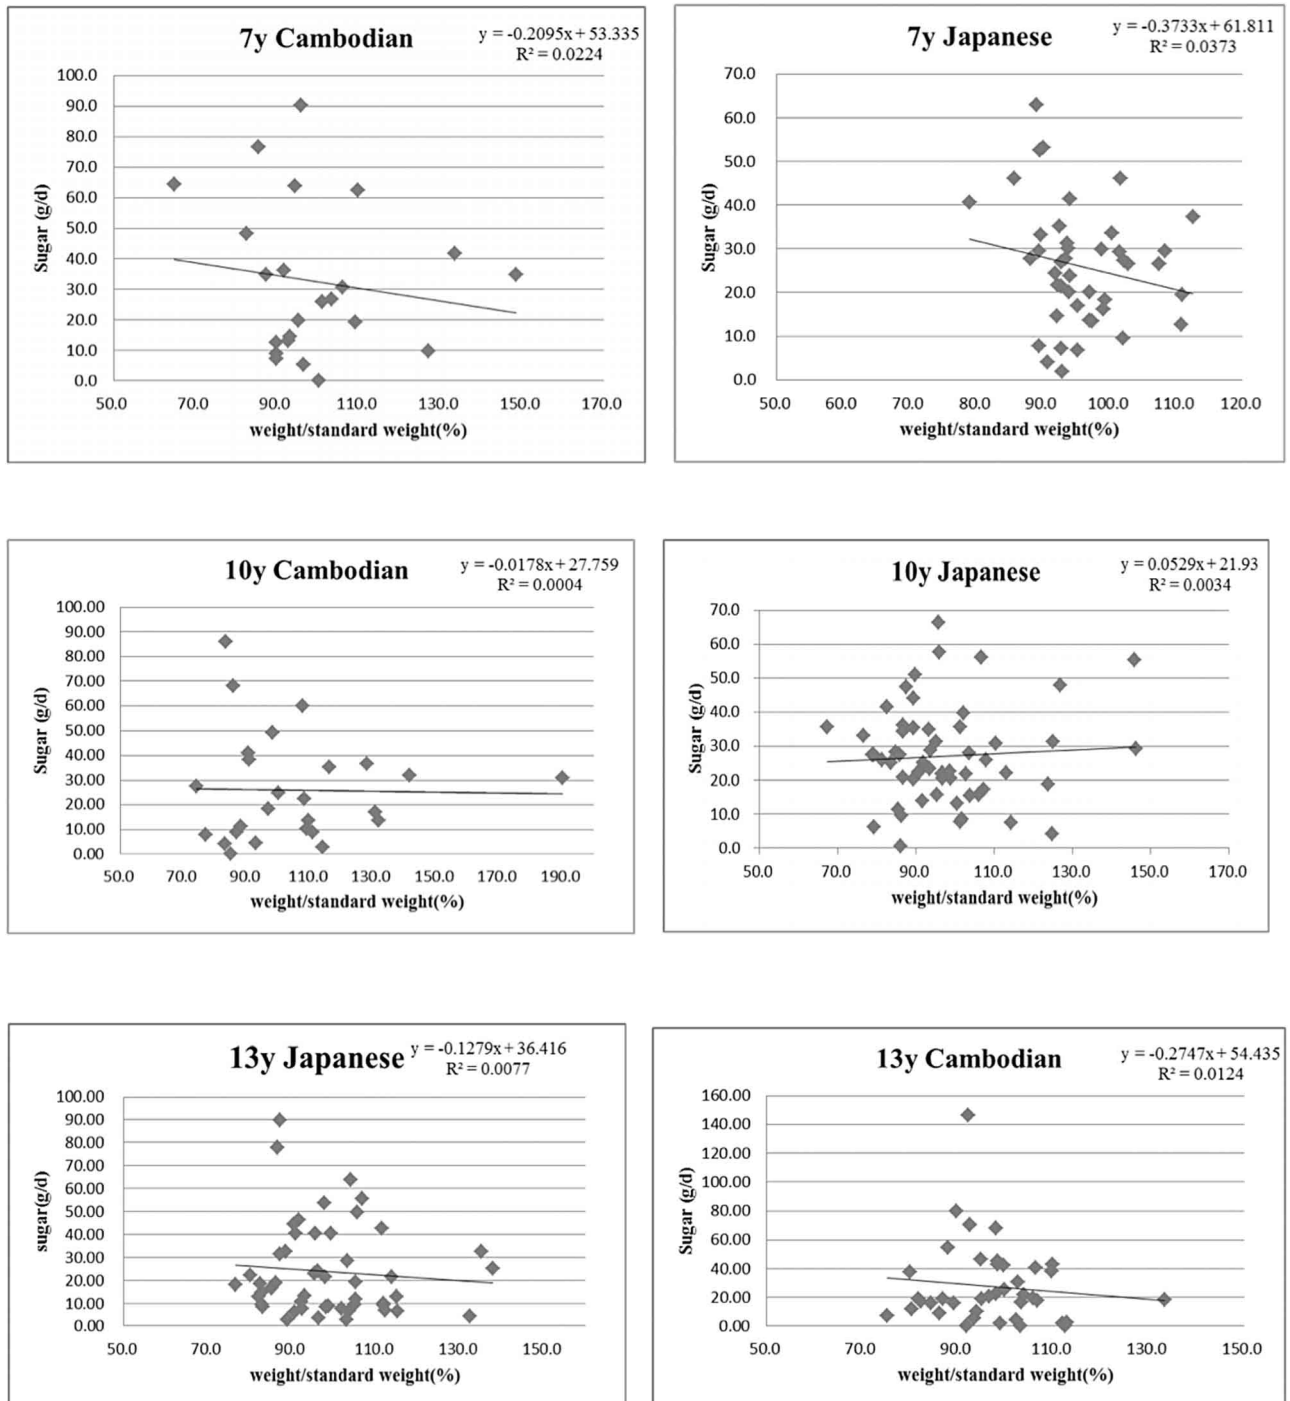 7y Cambodian
y = -0.2095x + 53.335
R² = 0.0224
100.0
90.0
80.0
70.0
60.0
50.0
40.0
30.0
20.0
10.0
0.0
Sugar (g/d)
50.0 70.0 90.0 110.0 130.0 150.0 170.0
weight/standard weight(%)
7y Japanese
y = -0.3733x + 61.811
R² = 0.0373
70.0
60.0
50.0
40.0
30.0
20.0
10.0
0.0
Sugar (g/d)
50.0 60.0 70.0 80.0 90.0 100.0 110.0 120.0
weight/standard weight(%)
10y Cambodian
y = -0.0178x + 27.759
R² = 0.0004
100.00
90.00
80.00
70.00
60.00
50.00
40.00
30.00
20.00
10.00
0.00
Sugar (g/d)
50.0 70.0 90.0 110.0 130.0 150.0 170.0 190.0
weight/standard weight(%)
10y Japanese
y = 0.0529x + 21.93
R² = 0.0034
70.0
60.0
50.0
40.0
30.0
20.0
10.0
0.0
Sugar (g/d)
50.0 70.0 90.0 110.0 130.0 150.0 170.0
weight/standard weight(%)
13y Japanese
y = -0.1279x + 36.416
R² = 0.0077
100.00
90.00
80.00
70.00
60.00
50.00
40.00
30.00
20.00
10.00
0.00
sugar(g/d)
50.0 70.0 90.0 110.0 130.0 150.0
weight/standard weight(%)
13y Cambodian
y = -0.2747x + 54.435
R² = 0.0124
160.00
140.00
120.00
100.00
80.00
60.00
40.00
20.00
0.00
Sugar (g/d)
50.0 70.0 90.0 110.0 130.0 150.0
weight/standard weight(%)